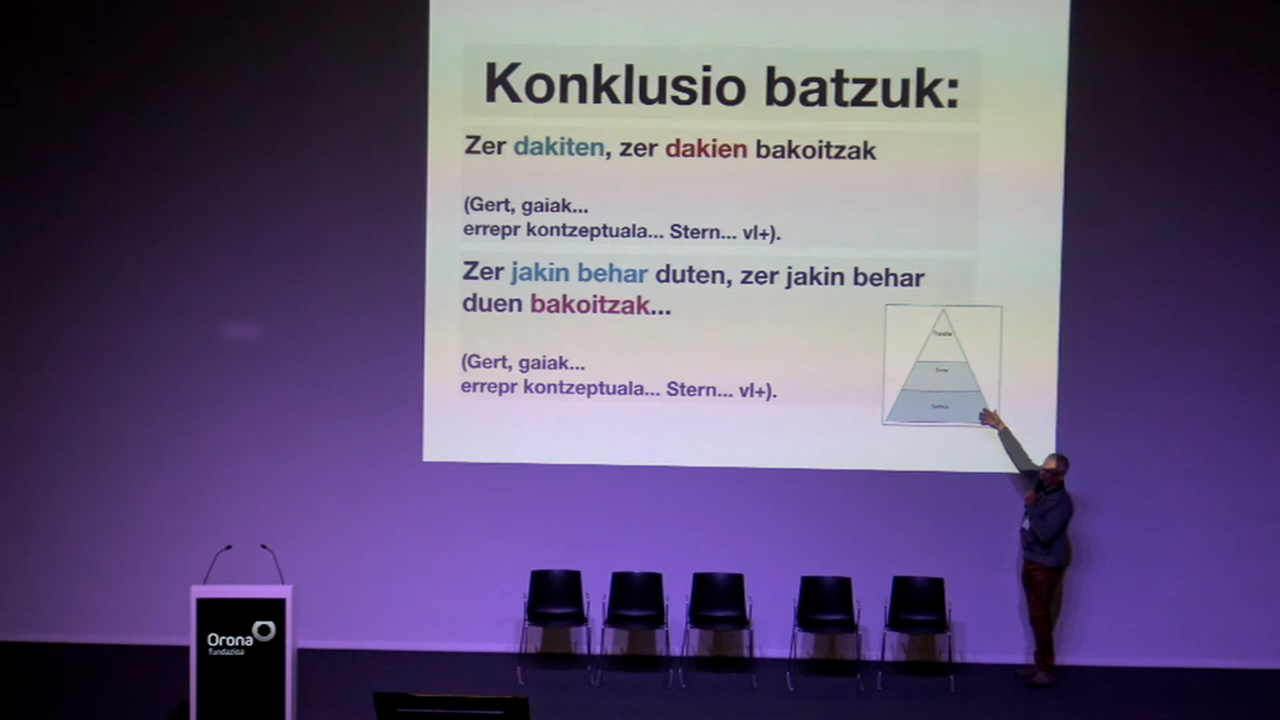 Konklusio batzuk:
Zer dakiten, zer dakien bakoitzak
(Gert, gaiak...
errepr kontzeptuala... Stern... vl+).
Zer jakin behar duten, zer jakin behar
duen bakoitzak...
(Gert, gaiak...
errepr kontzeptuala... Stern... vl+).
Orona
fundazioa